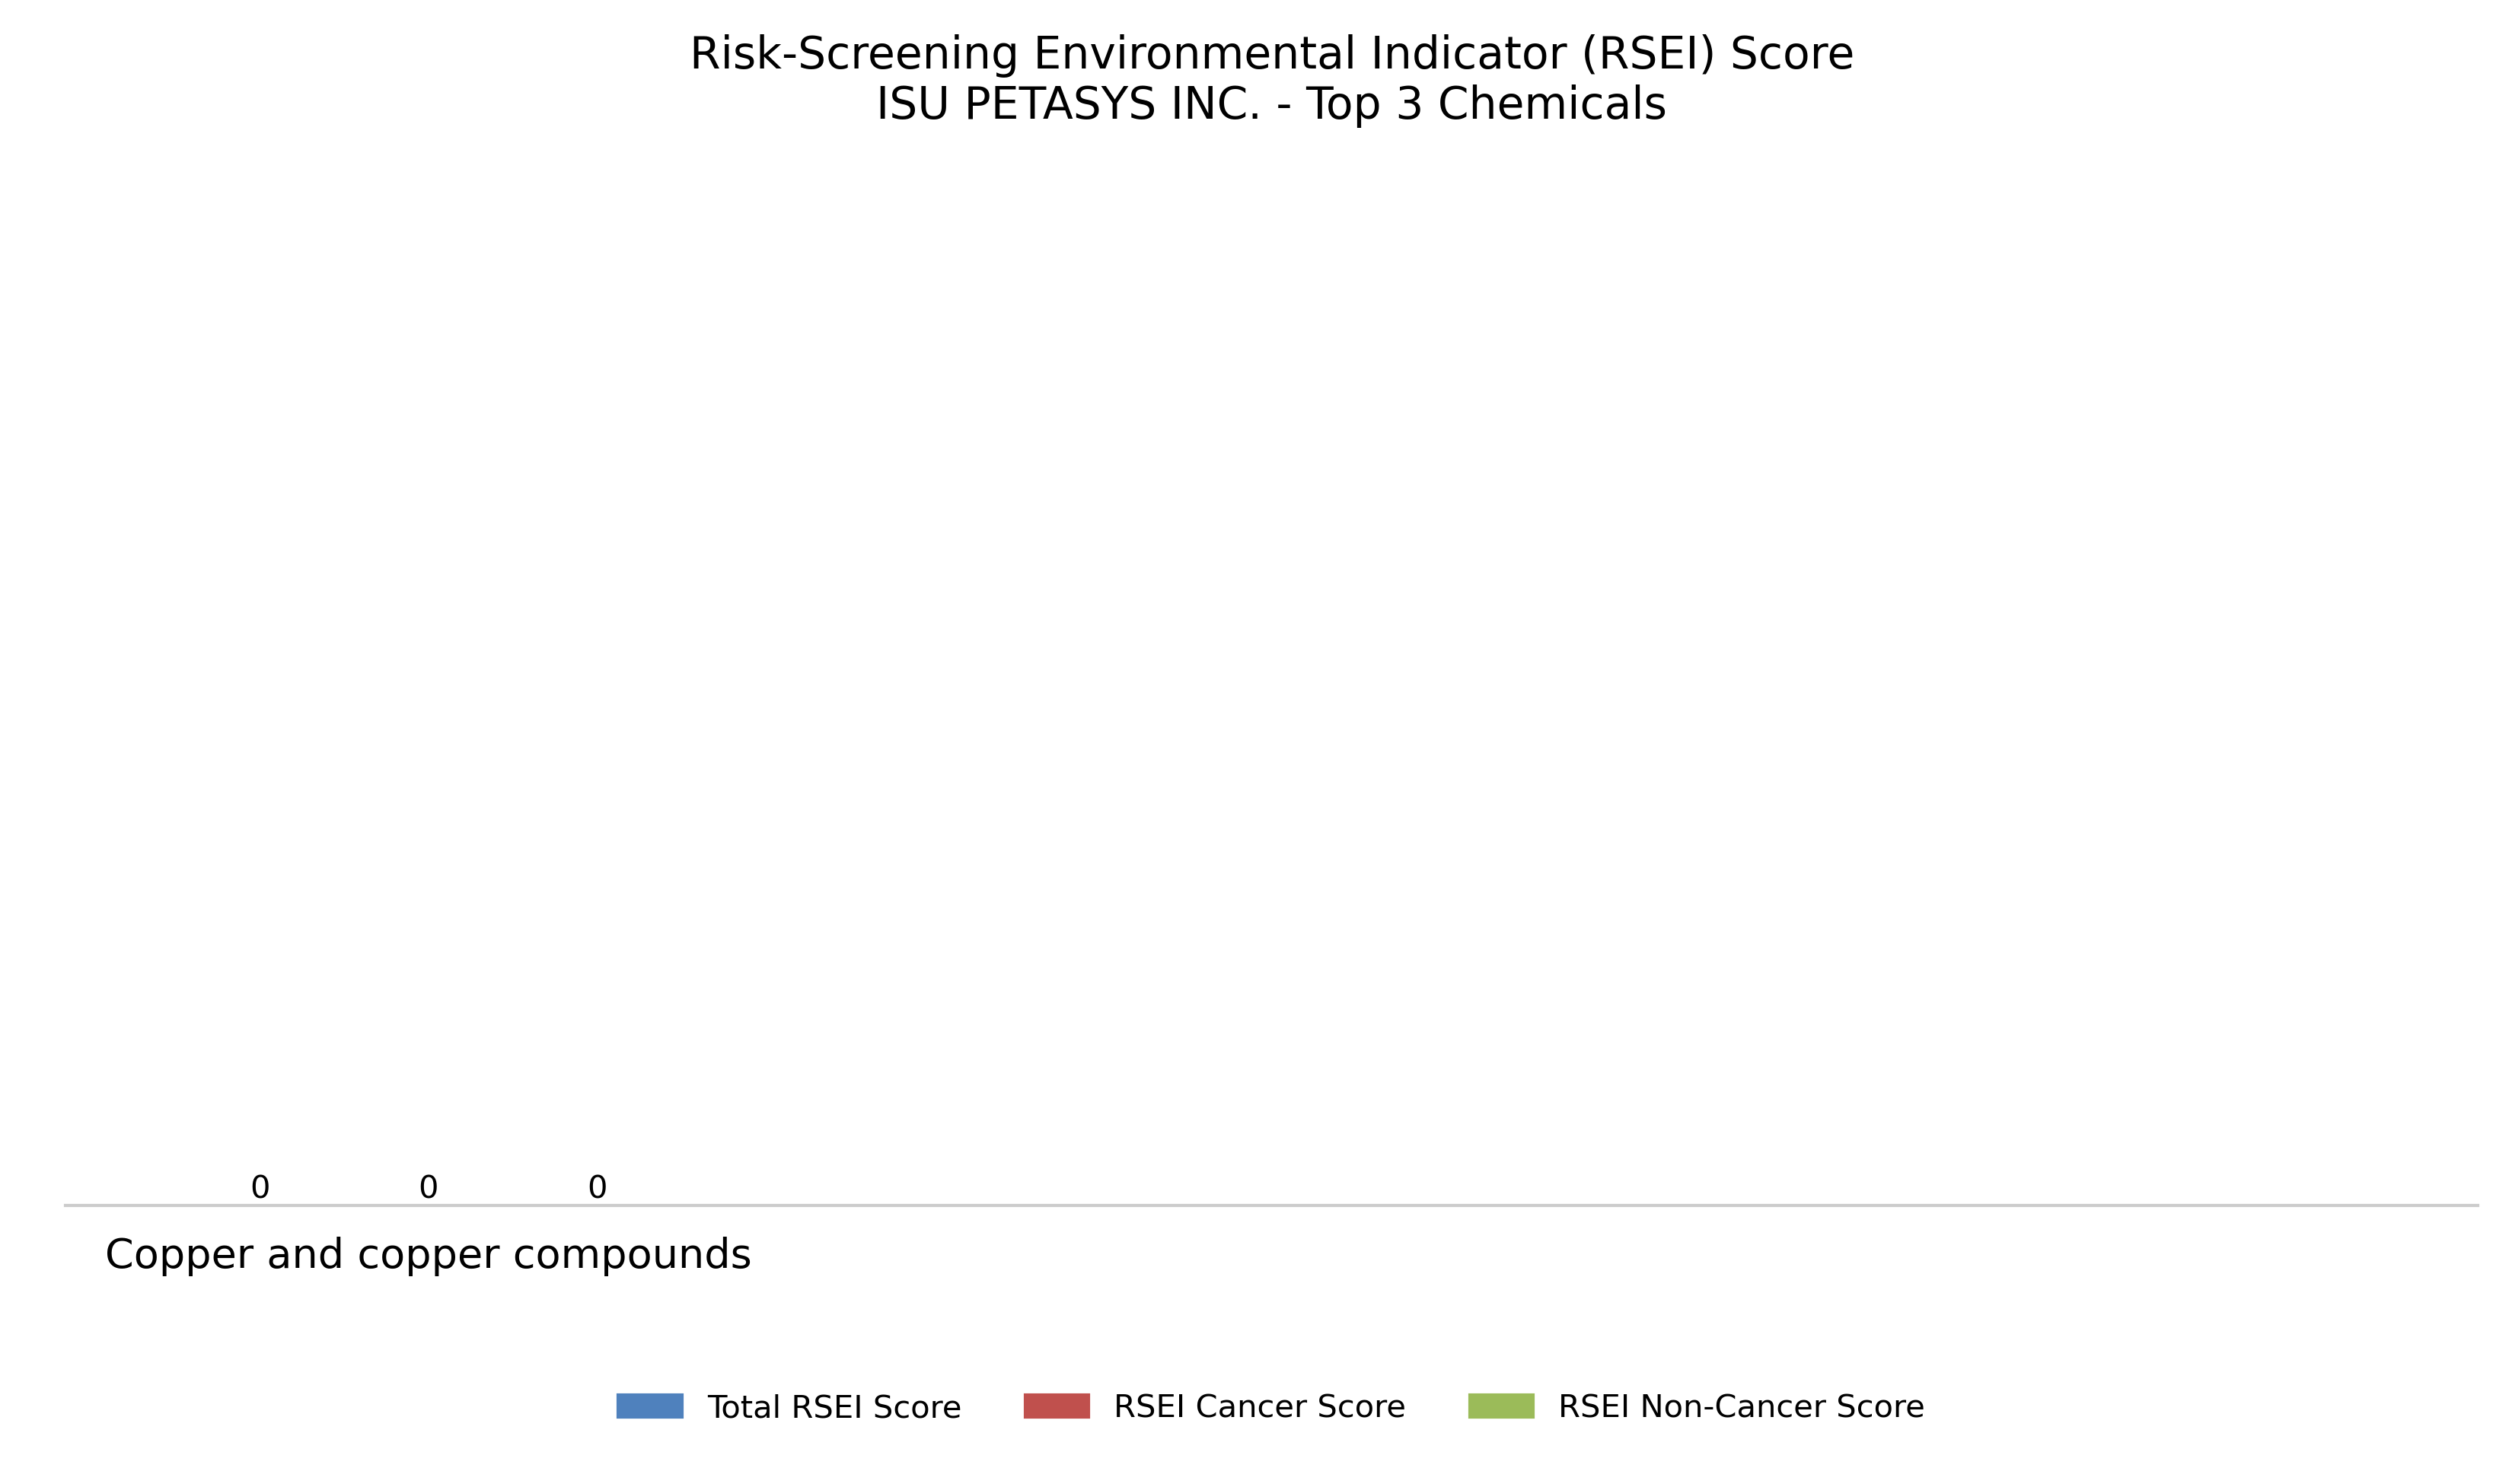 Risk-Screening Environmental Indicator (RSEI) Score
ISU PETASYS INC. - Top 3 Chemicals
0 0 0
Copper and copper compounds
Total RSEI Score RSEI Cancer Score RSEI Non-Cancer Score